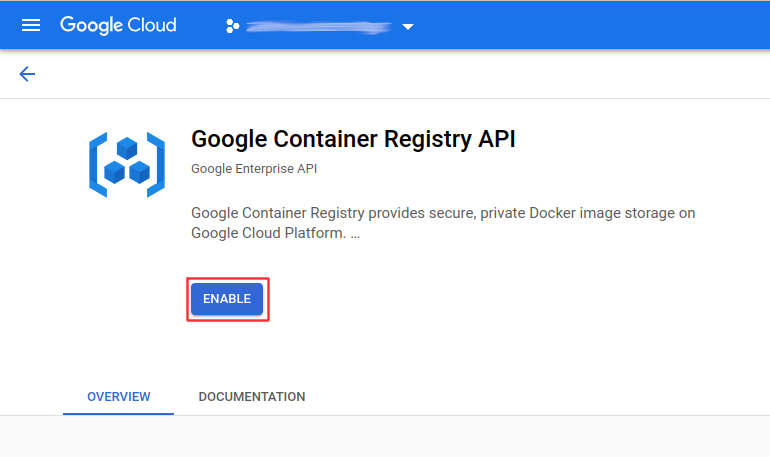 Google Cloud
Google Container Registry API
Google Enterprise API
Google Container Registry provides secure, private Docker image storage on
Google Cloud Platform. …
ENABLE
OVERVIEW
DOCUMENTATION